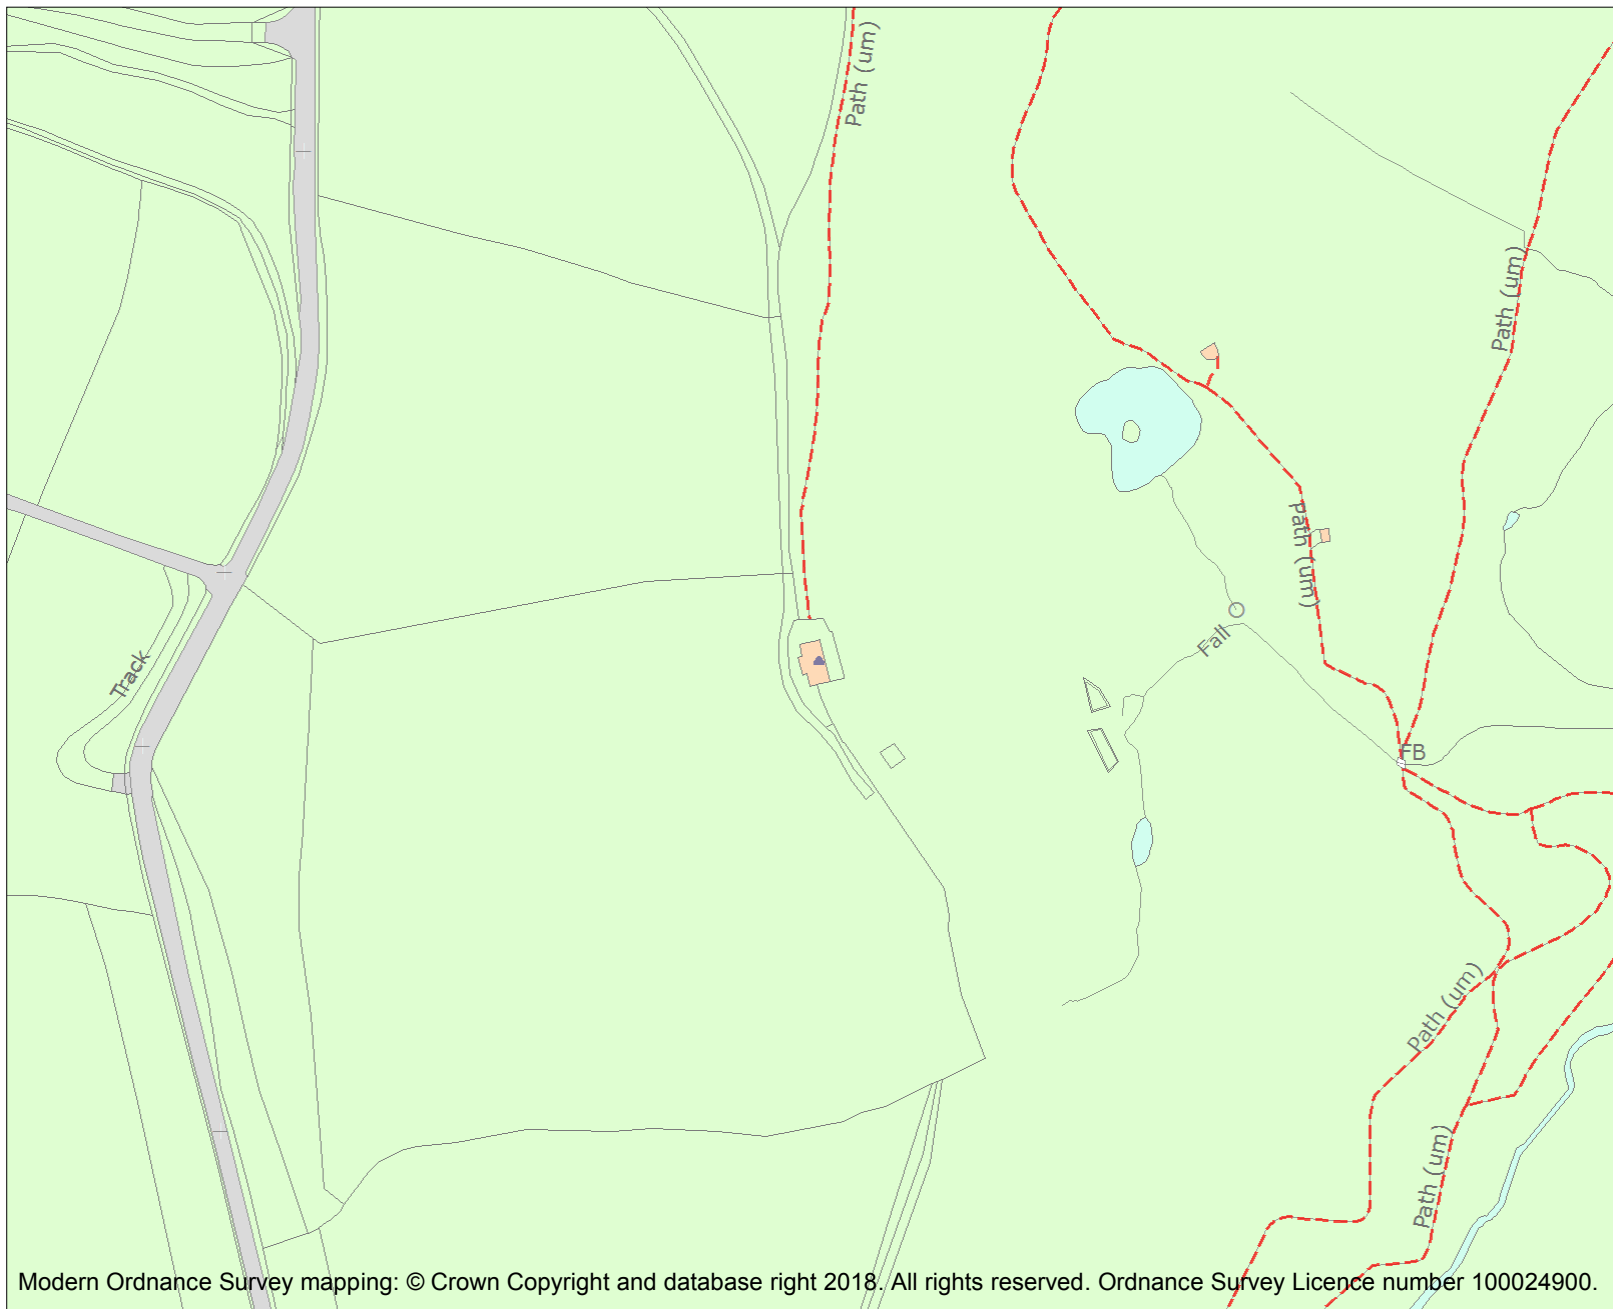 Path (um)
Path (um)
Path (um)
Fall
Track
FB
Path (um)
Path (um)
Modern Ordnance Survey mapping: © Crown Copyright and database right 2018. All rights reserved. Ordnance Survey Licence number 100024900.